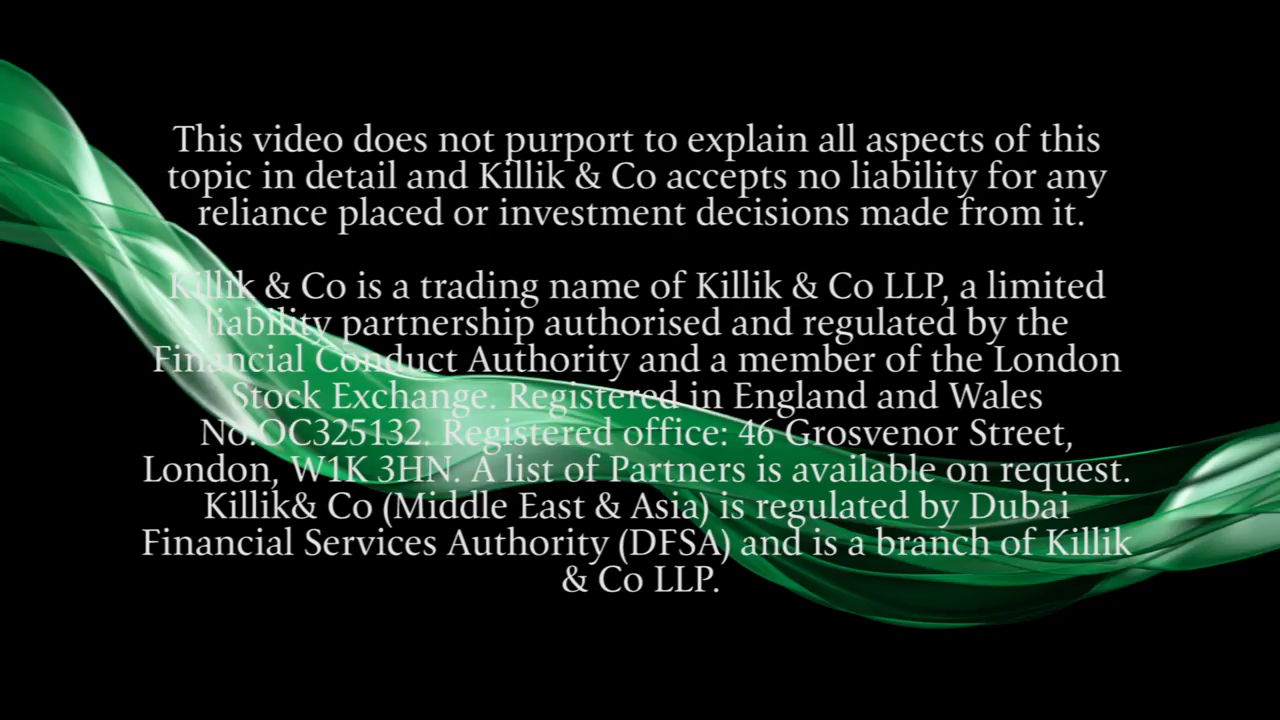 This video does not purport to explain all aspects of this
topic in detail and Killik & Co accepts no liability for any
reliance placed or investment decisions made from it.
Killik & Co is a trading name of Killik & Co LLP, a limited
liability partnership authorised and regulated by the
Financial Conduct Authority and a member of the London
Stock Exchange. Registered in England and Wales
No.OC325132. Registered office: 46 Grosvenor Street,
London, W1K 3HN. A list of Partners is available on request.
Killik& Co (Middle East & Asia) is regulated by Dubai
Financial Services Authority (DFSA) and is a branch of Killik
& Co LLP.